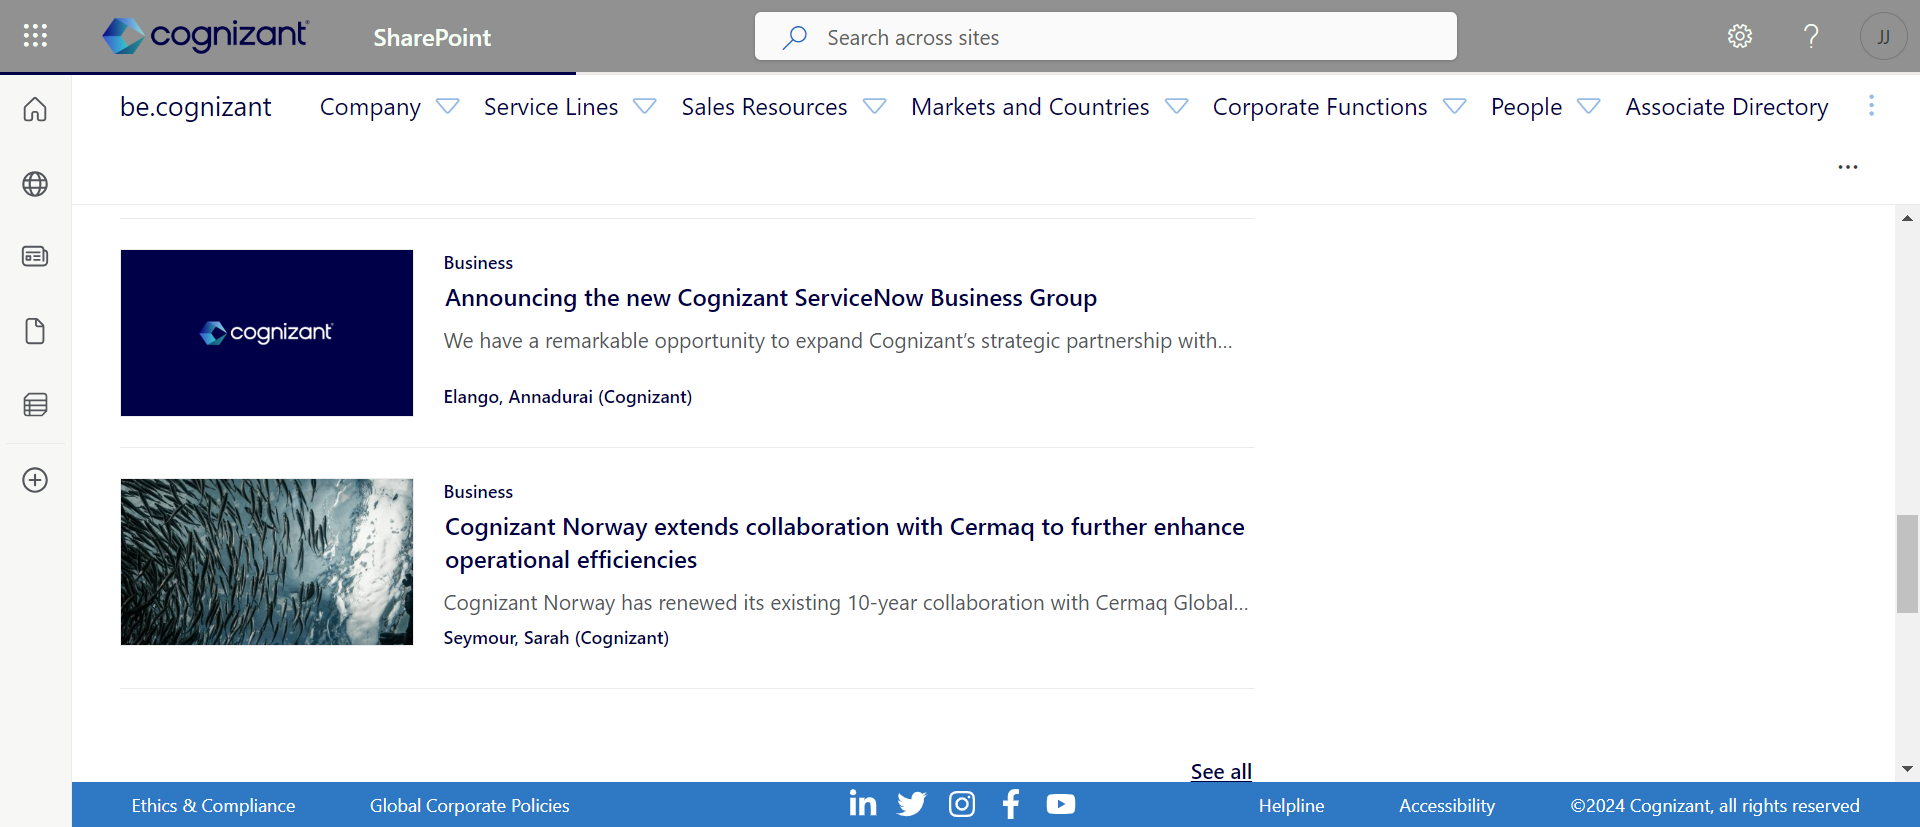 cognizant
SharePoint
Search across sites
JJ
be.cognizant
Company
Service Lines
Sales Resources
Markets and Countries
Corporate Functions
People
Associate Directory
cognizant
Business
Announcing the new Cognizant ServiceNow Business Group
We have a remarkable opportunity to expand Cognizant’s strategic partnership with...
Elango, Annadurai (Cognizant)
Business
Cognizant Norway extends collaboration with Cermaq to further enhance
operational efficiencies
Cognizant Norway has renewed its existing 10-year collaboration with Cermaq Global...
Seymour, Sarah (Cognizant)
See all
Ethics & Compliance
Global Corporate Policies
Helpline
Accessibility
©2024 Cognizant, all rights reserved